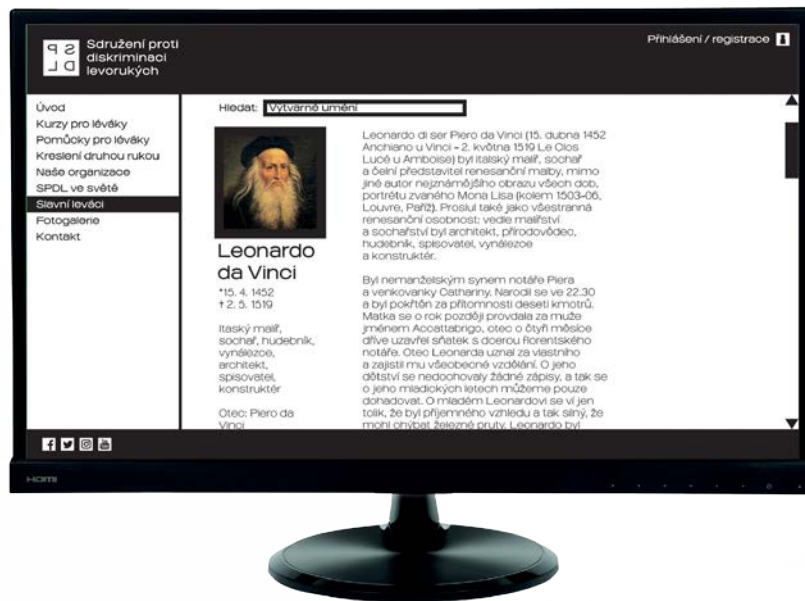 PS
DL
Sdružení proti
diskriminaci
levorukých
Přihlášení / registrace
Úvod
Kurzy pro léváky
Pomůcky pro léváky
Kreslení druhou rukou
Naše organizace
SPDL ve světě
Slavní leváci
Fotogalerie
Kontakt
Hledat: Výtvarné umění
Leonardo
da Vinci
*15. 4. 1452
† 2. 5. 1519
Itaský malíř,
sochař, hudebník,
vynálezce,
architekt,
spisovatel,
konstruktér
Otec: Piero da
Vinci
Leonardo di ser Piero da Vinci (15. dubna 1452
Anchiano u Vinci – 2. května 1519 Le Clos
Lucé u Amboise) byl italský malíř, sochař
a čelní představitel renesanční malby, mimo
jiné autor nejznámějšího obrazu všech dob,
portrétu zvaného Mona Lisa (kolem 1503–06,
Louvre, Paříž). Proslul také jako všestranná
renesanční osobnost: vedle malířství
a sochařství byl architekt, přírodovědec,
hudebník, spisovatel, vynálezce
a konstruktér.
Byl nemanželským synem notáře Piera
a venkovanky Cathariny. Narodil se ve 22.30
a byl pokřtěn za přítomnosti deseti kmotrů.
Matka se o rok později provdala za muže
jménem Accattabrigo, otec o čtyři měsíce
dříve uzavřel sňatek s dcerou florentského
notáře. Otec Leonarda uznal za vlastního
a zajistil mu všeobecné vzdělání. O jeho
dětství se nedochovaly žádné zápisy, a tak se
o jeho mladických letech můžeme pouze
dohadovat. O mladém Leonardovi se ví jen
tolik, že byl příjemného vzhledu a tak silný, že
mohl ohýbat železné pruty. Leonardo byl
HDMI